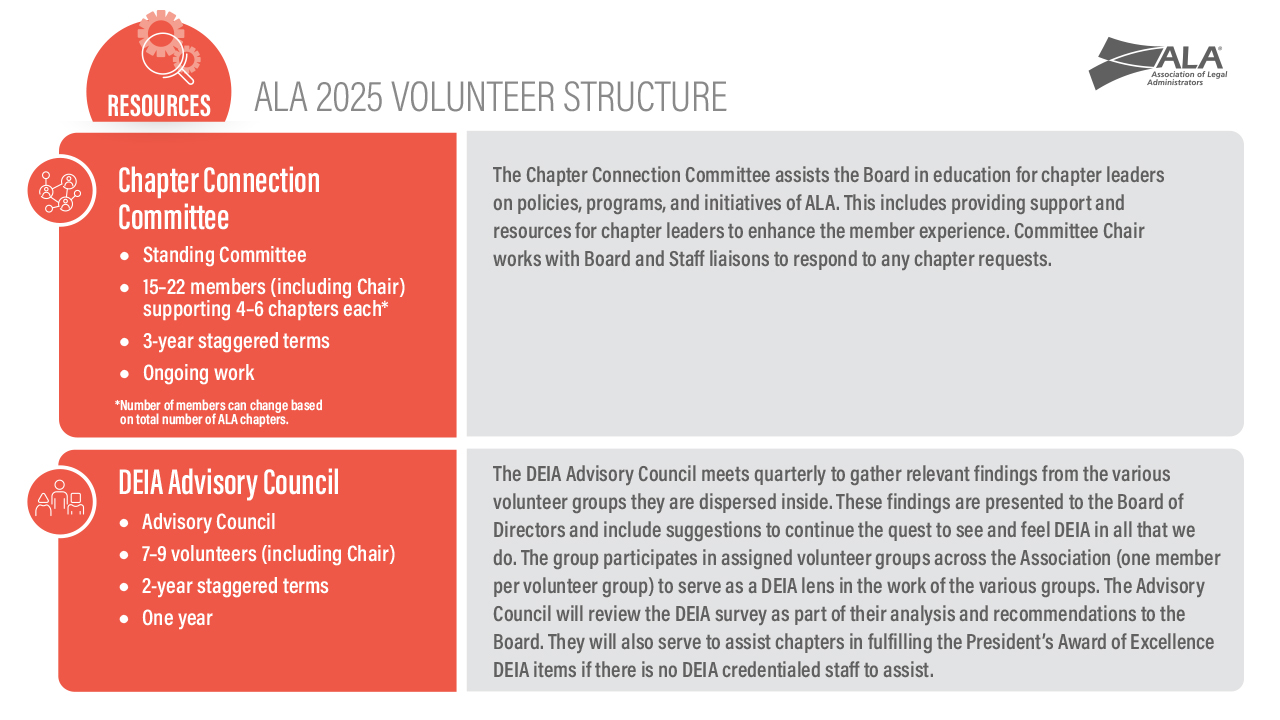 RESOURCES
ALA 2025 VOLUNTEER STRUCTURE
ALA®
Association of Legal
Administrators
Chapter Connection
Committee
● Standing Committee
● 15–22 members (including Chair)
supporting 4–6 chapters each*
● 3-year staggered terms
● Ongoing work
*Number of members can change based
on total number of ALA chapters.
The Chapter Connection Committee assists the Board in education for chapter leaders
on policies, programs, and initiatives of ALA. This includes providing support and
resources for chapter leaders to enhance the member experience. Committee Chair
works with Board and Staff liaisons to respond to any chapter requests.
DEIA Advisory Council
● Advisory Council
● 7–9 volunteers (including Chair)
● 2-year staggered terms
● One year
The DEIA Advisory Council meets quarterly to gather relevant findings from the various
volunteer groups they are dispersed inside. These findings are presented to the Board of
Directors and include suggestions to continue the quest to see and feel DEIA in all that we
do. The group participates in assigned volunteer groups across the Association (one member
per volunteer group) to serve as a DEIA lens in the work of the various groups. The Advisory
Council will review the DEIA survey as part of their analysis and recommendations to the
Board. They will also serve to assist chapters in fulfilling the President’s Award of Excellence
DEIA items if there is no DEIA credentialed staff to assist.